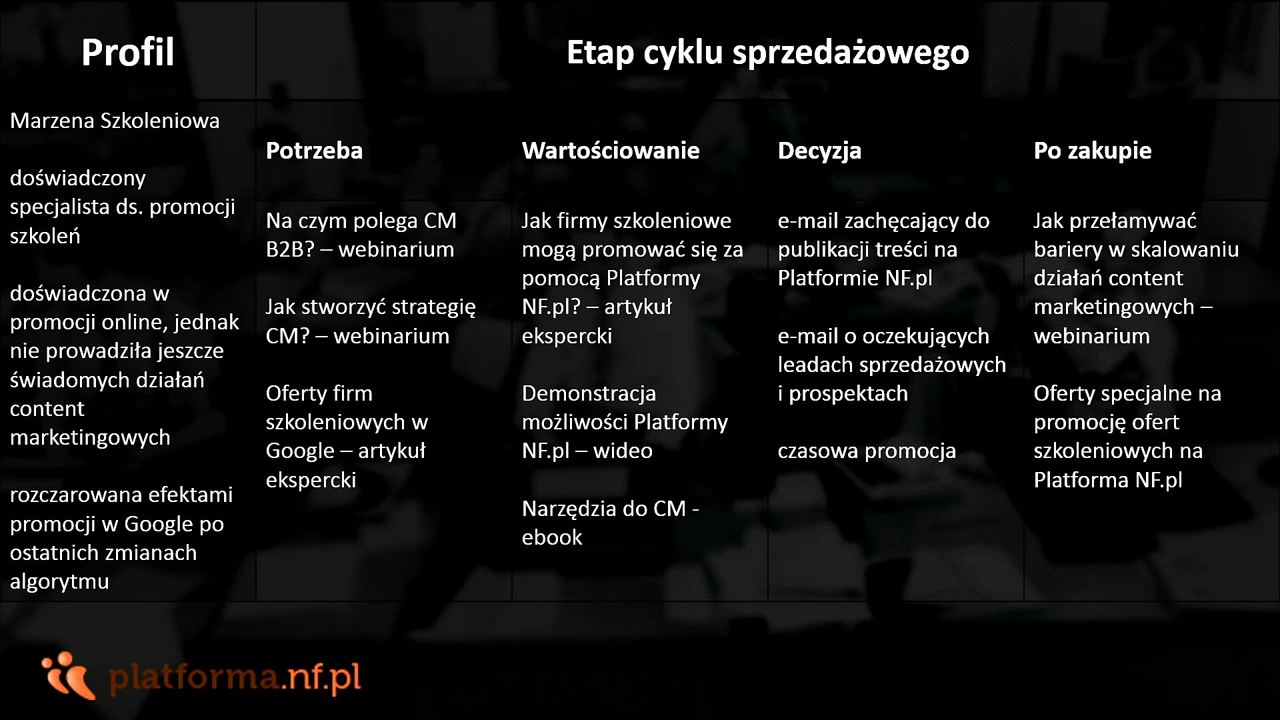 Profil
Etap cyklu sprzedażowego
Marzena Szkoleniowa
doświadczony
specjalista ds. promocji
szkoleń
doświadczona w
promocji online, jednak
nie prowadziła jeszcze
świadomych działań
content
marketingowych
rozczarowana efektami
promocji w Google po
ostatnich zmianach
algorytmu
Potrzeba
Na czym polega CM
B2B? – webinarium
Jak stworzyć strategię
CM? – webinarium
Oferty firm
szkoleniowych w
Google – artykuł
ekspercki
Wartościowanie
Jak firmy szkoleniowe
mogą promować się za
pomocą Platformy
NF.pl? – artykuł
ekspercki
Demonstracja
możliwości Platformy
NF.pl – wideo
Narzędzia do CM -
ebook
Decyzja
e-mail zachęcający do
publikacji treści na
Platformie NF.pl
e-mail o oczekujących
leadach sprzedażowych
i prospektach
czasowa promocja
Po zakupie
Jak przełamywać
bariery w skalowaniu
działań content
marketingowych –
webinarium
Oferty specjalne na
promocję ofert
szkoleniowych na
Platforma NF.pl
platforma.nf.pl